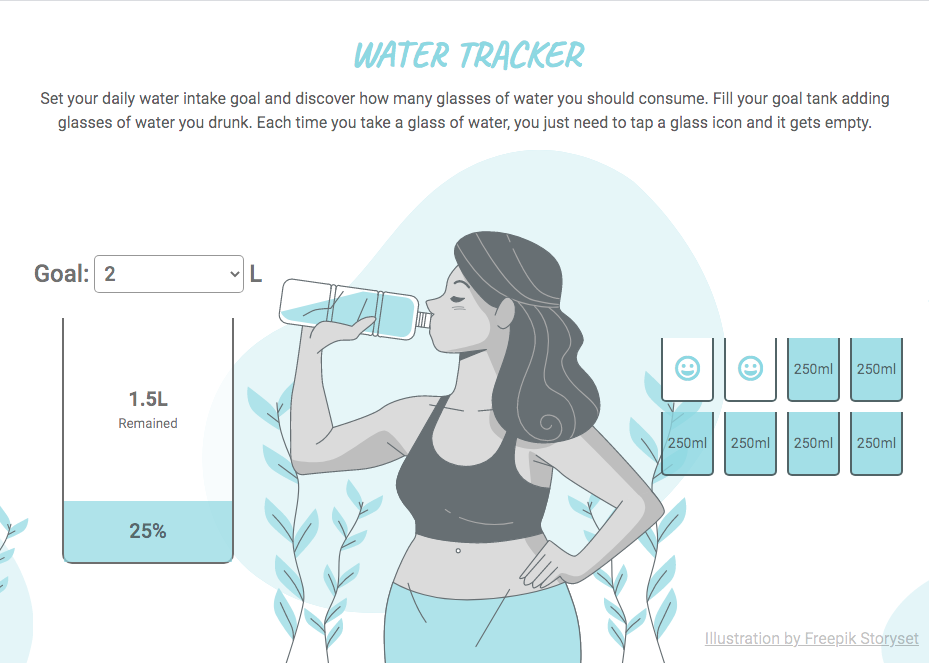 WATER TRACKER
Set your daily water intake goal and discover how many glasses of water you should consume. Fill your goal tank adding
glasses of water you drunk. Each time you take a glass of water, you just need to tap a glass icon and it gets empty.
Goal: 2 L
1.5L
Remained
25%
250ml 250ml
250ml 250ml 250ml 250ml
Illustration by Freepik Storyset